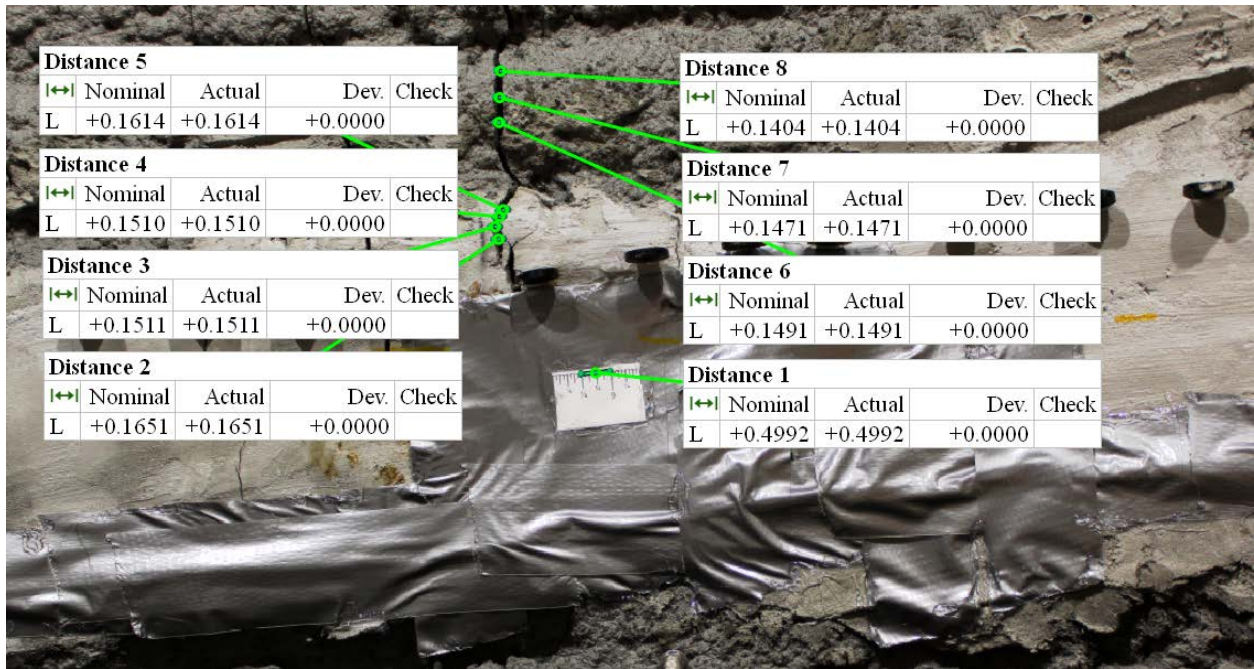 Distance 5
Nominal Actual Dev. Check
L +0.1614 +0.1614 +0.0000
Distance 4
Nominal Actual Dev. Check
L +0.1510 +0.1510 +0.0000
Distance 3
Nominal Actual Dev. Check
L +0.1511 +0.1511 +0.0000
Distance 2
Nominal Actual Dev. Check
L +0.1651 +0.1651 +0.0000
Distance 8
Nominal Actual Dev. Check
L +0.1404 +0.1404 +0.0000
Distance 7
Nominal Actual Dev. Check
L +0.1471 +0.1471 +0.0000
Distance 6
Nominal Actual Dev. Check
L +0.1491 +0.1491 +0.0000
Distance 1
Nominal Actual Dev. Check
L +0.4992 +0.4992 +0.0000